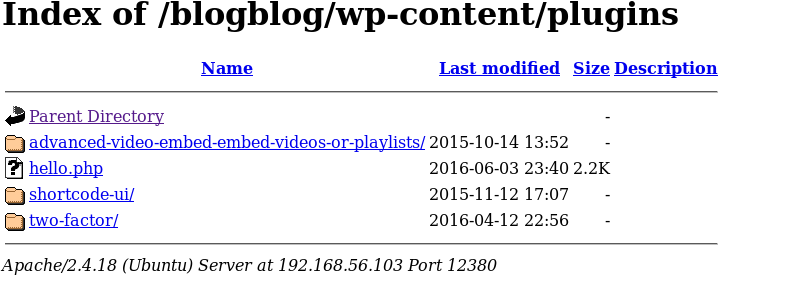 Index of /blogblog/wp-content/plugins
Name Last modified Size Description
Parent Directory -
advanced-video-embed-embed-videos-or-playlists/ 2015-10-14 13:52 -
hello.php 2016-06-03 23:40 2.2K
shortcode-ui/ 2015-11-12 17:07 -
two-factor/ 2016-04-12 22:56 -
Apache/2.4.18 (Ubuntu) Server at 192.168.56.103 Port 12380